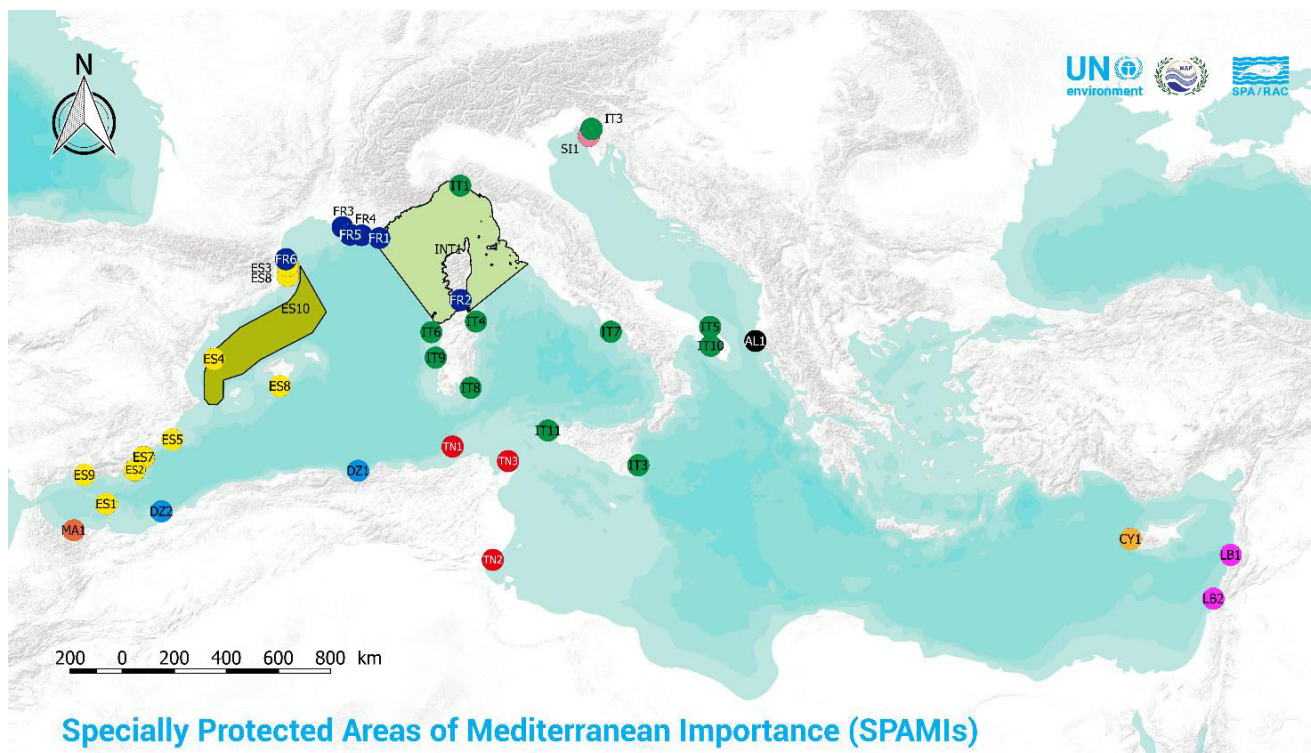 N
UN
environment
MAP
SPA/RAC
IT3
SI1
IT1
FR3
FR4
FR5
FR1
INT1
FR6
ES3
ES8
ES10
FR2
IT4
IT6
IT7
IT5
IT10
AL1
IT9
ES4
ES8
IT8
IT11
ES5
TN1
ES7
ES2
TN3
IT3
ES9
DZ1
ES1
DZ2
MA1
CY1
LB1
TN2
LB2
200 0 200 400 600 800 km
Specially Protected Areas of Mediterranean Importance (SPAMIs)